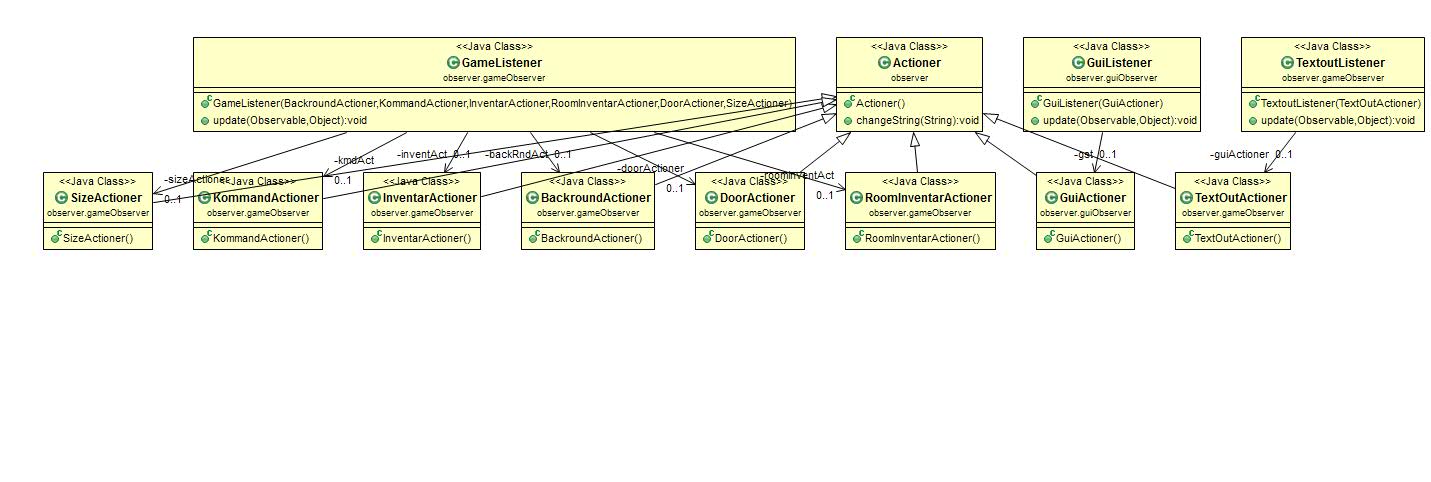 <<Java Class>>
GameListener
observer.gameObserver
GameListener(BackroundActioner,KommandActioner,InventarActioner,RoomInventarActioner,DoorActioner,SizeActioner)
update(Observable,Object):void
<<Java Class>>
Actioner
observer
Actioner()
changeString(String):void
<<Java Class>>
GuiListener
observer.guiObserver
GuiListener(GuiActioner)
update(Observable,Object):void
<<Java Class>>
TextoutListener
observer.gameObserver
TextoutListener(TextOutActioner)
update(Observable,Object):void
-sizeActioner
0..1
-kmdAct
0..1
-inventAct
0..1
-backRndAct
0..1
-doorActioner
0..1
-roomInventAct
0..1
-gst
0..1
-guiActioner
0..1
<<Java Class>>
SizeActioner
observer.gameObserver
SizeActioner()
<<Java Class>>
KommandActioner
observer.gameObserver
KommandActioner()
<<Java Class>>
InventarActioner
observer.gameObserver
InventarActioner()
<<Java Class>>
BackroundActioner
observer.gameObserver
BackroundActioner()
<<Java Class>>
DoorActioner
observer.gameObserver
DoorActioner()
<<Java Class>>
RoomInventarActioner
observer.gameObserver
RoomInventarActioner()
<<Java Class>>
GuiActioner
observer.guiObserver
GuiActioner()
<<Java Class>>
TextOutActioner
observer.gameObserver
TextOutActioner()